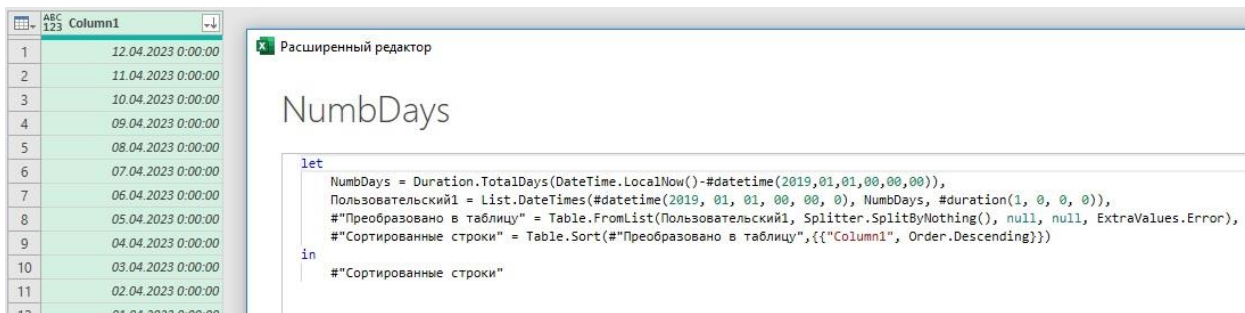 ABC 123 Column1
1 12.04.2023 0:00:00
2 11.04.2023 0:00:00
3 10.04.2023 0:00:00
4 09.04.2023 0:00:00
5 08.04.2023 0:00:00
6 07.04.2023 0:00:00
7 06.04.2023 0:00:00
8 05.04.2023 0:00:00
9 04.04.2023 0:00:00
10 03.04.2023 0:00:00
11 02.04.2023 0:00:00
Расширенный редактор
NumbDays
let
NumbDays = Duration.TotalDays(DateTime.LocalNow()-#datetime(2019,01,01,00,00,00)),
Пользовательский1 = List.DateTimes(#datetime(2019, 01, 01, 00, 00, 0), NumbDays, #duration(1, 0, 0, 0)),
#"Преобразовано в таблицу" = Table.FromList(Пользовательский1, Splitter.SplitByNothing(), null, null, ExtraValues.Error),
#"Сортированные строки" = Table.Sort(#"Преобразовано в таблицу",{{"Column1", Order.Descending}})
in
#"Сортированные строки"